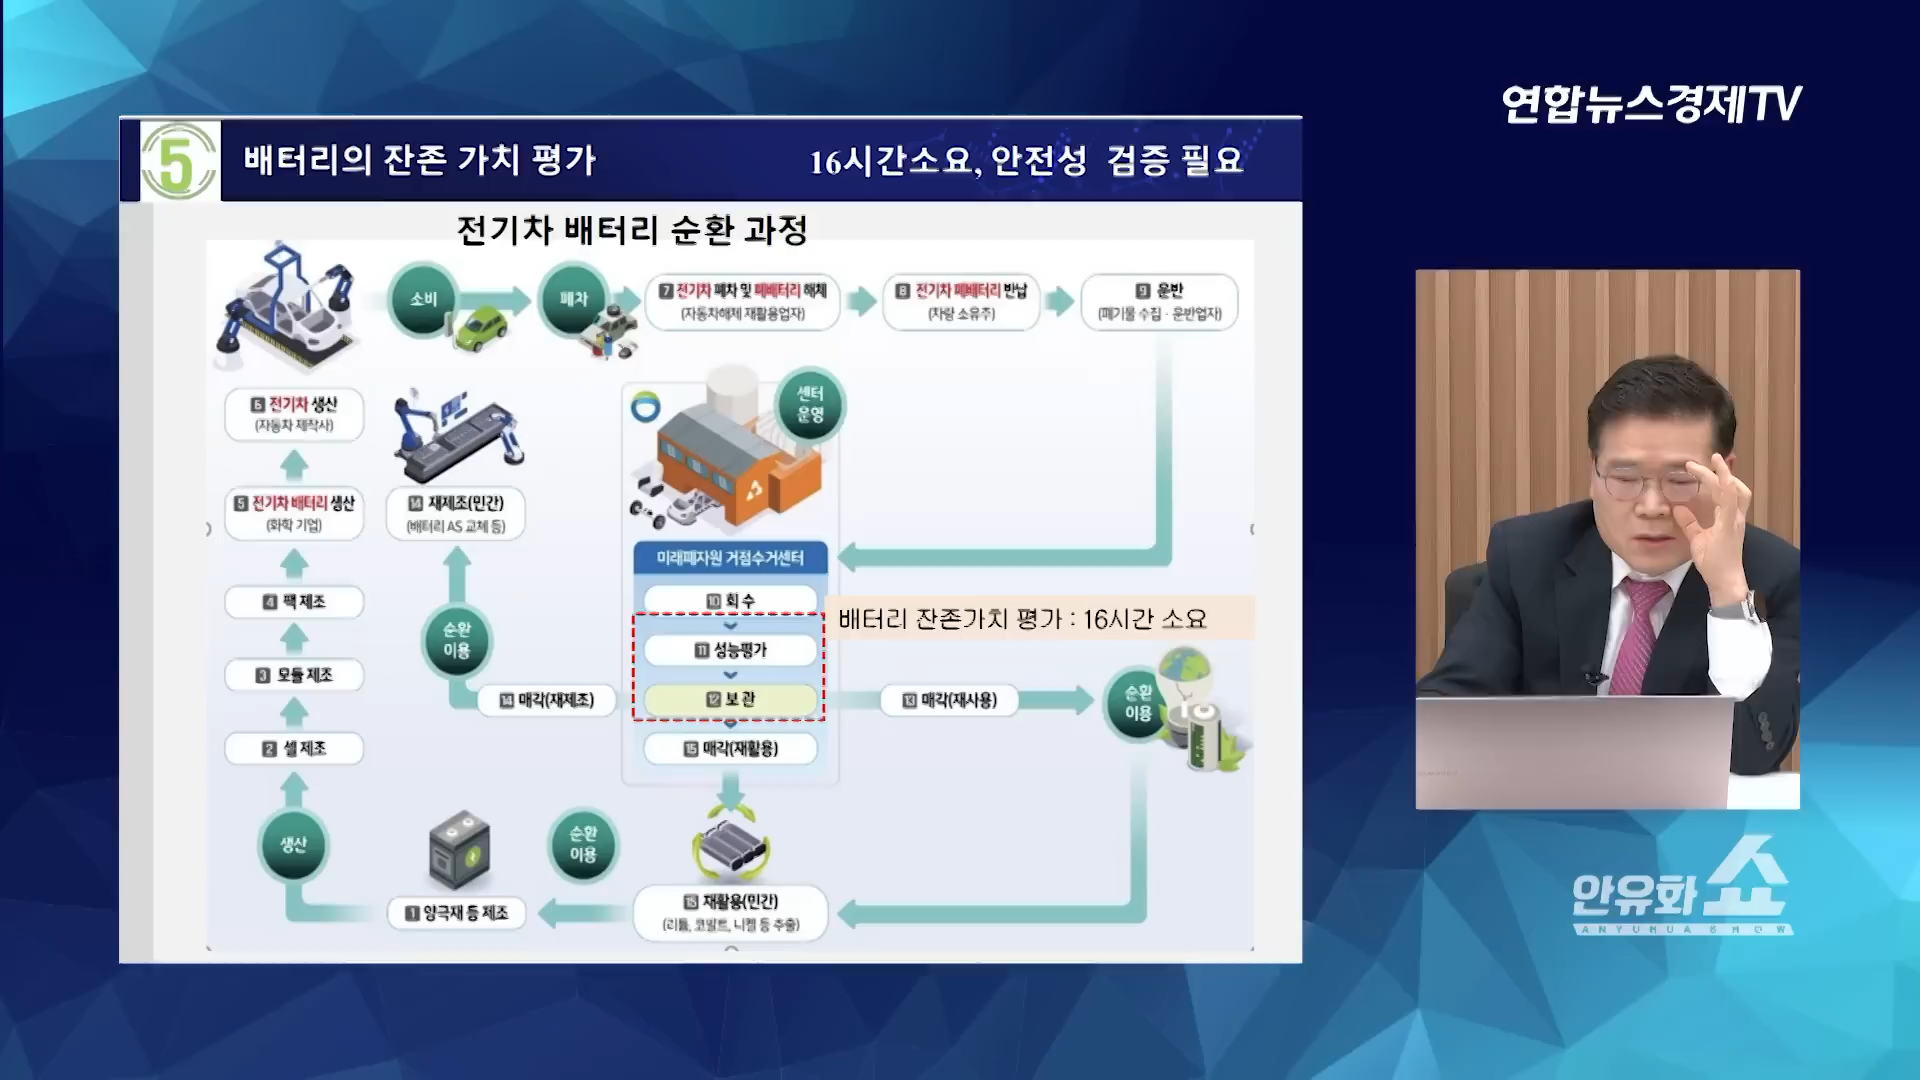 연합뉴스경제TV
5
배터리의 잔존 가치 평가
16시간소요, 안전성 검증 필요
전기차 배터리 순환 과정
소비
폐차
7 전기차 폐차 및 폐배터리 해체
(자동차해체 재활용업자)
8 전기차 폐배터리 반납
(차량 소유주)
9 운반
(폐기물 수집·운반업자)
6 전기차 생산
(자동차 제작사)
센터
운영
5 전기차 배터리 생산
(화학 기업)
14 재제조(민간)
(배터리 AS 교체 등)
미래폐자원 거점수거센터
4 팩 제조
10 회수
배터리 잔존가치 평가 : 16시간 소요
순환
이용
11 성능평가
3 모듈 제조
14 매각(재제조)
12 보관
13 매각(재사용)
순환
이용
2 셀 제조
15 매각(재활용)
생산
순환
이용
1 양극재 등 제조
15 재활용(민간)
(리튬, 코발트, 니켈 등 추출)
안유화 쇼
ANYUHUA SHOW